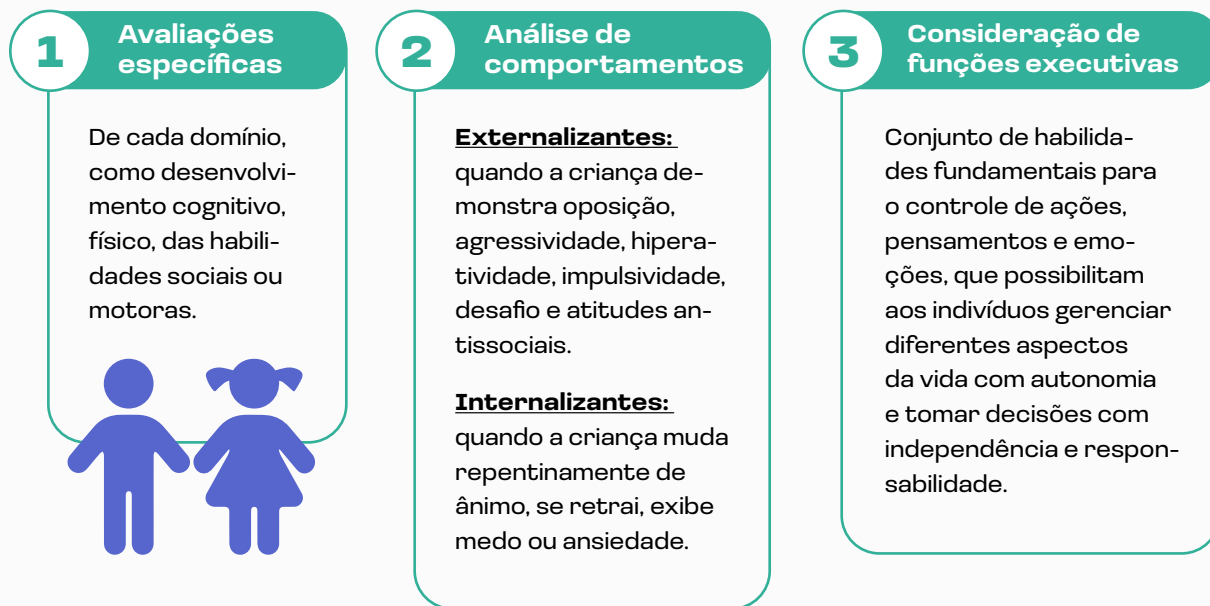 1
Avaliações
específicas
De cada domínio,
como desenvolvi-
mento cognitivo,
físico, das habili-
dades sociais ou
motoras.
2
Análise de
comportamentos
Externalizantes:
quando a criança de-
monstra oposição,
agressividade, hipera-
tividade, impulsividade,
desafio e atitudes an-
tissociais.
Internalizantes:
quando a criança muda
repentinamente de
ânimo, se retrai, exibe
medo ou ansiedade.
3
Consideração de
funções executivas
Conjunto de habilida-
des fundamentais para
o controle de ações,
pensamentos e emo-
ções, que possibilitam
aos indivíduos gerenciar
diferentes aspectos
da vida com autonomia
e tomar decisões com
independência e respon-
sabilidade.